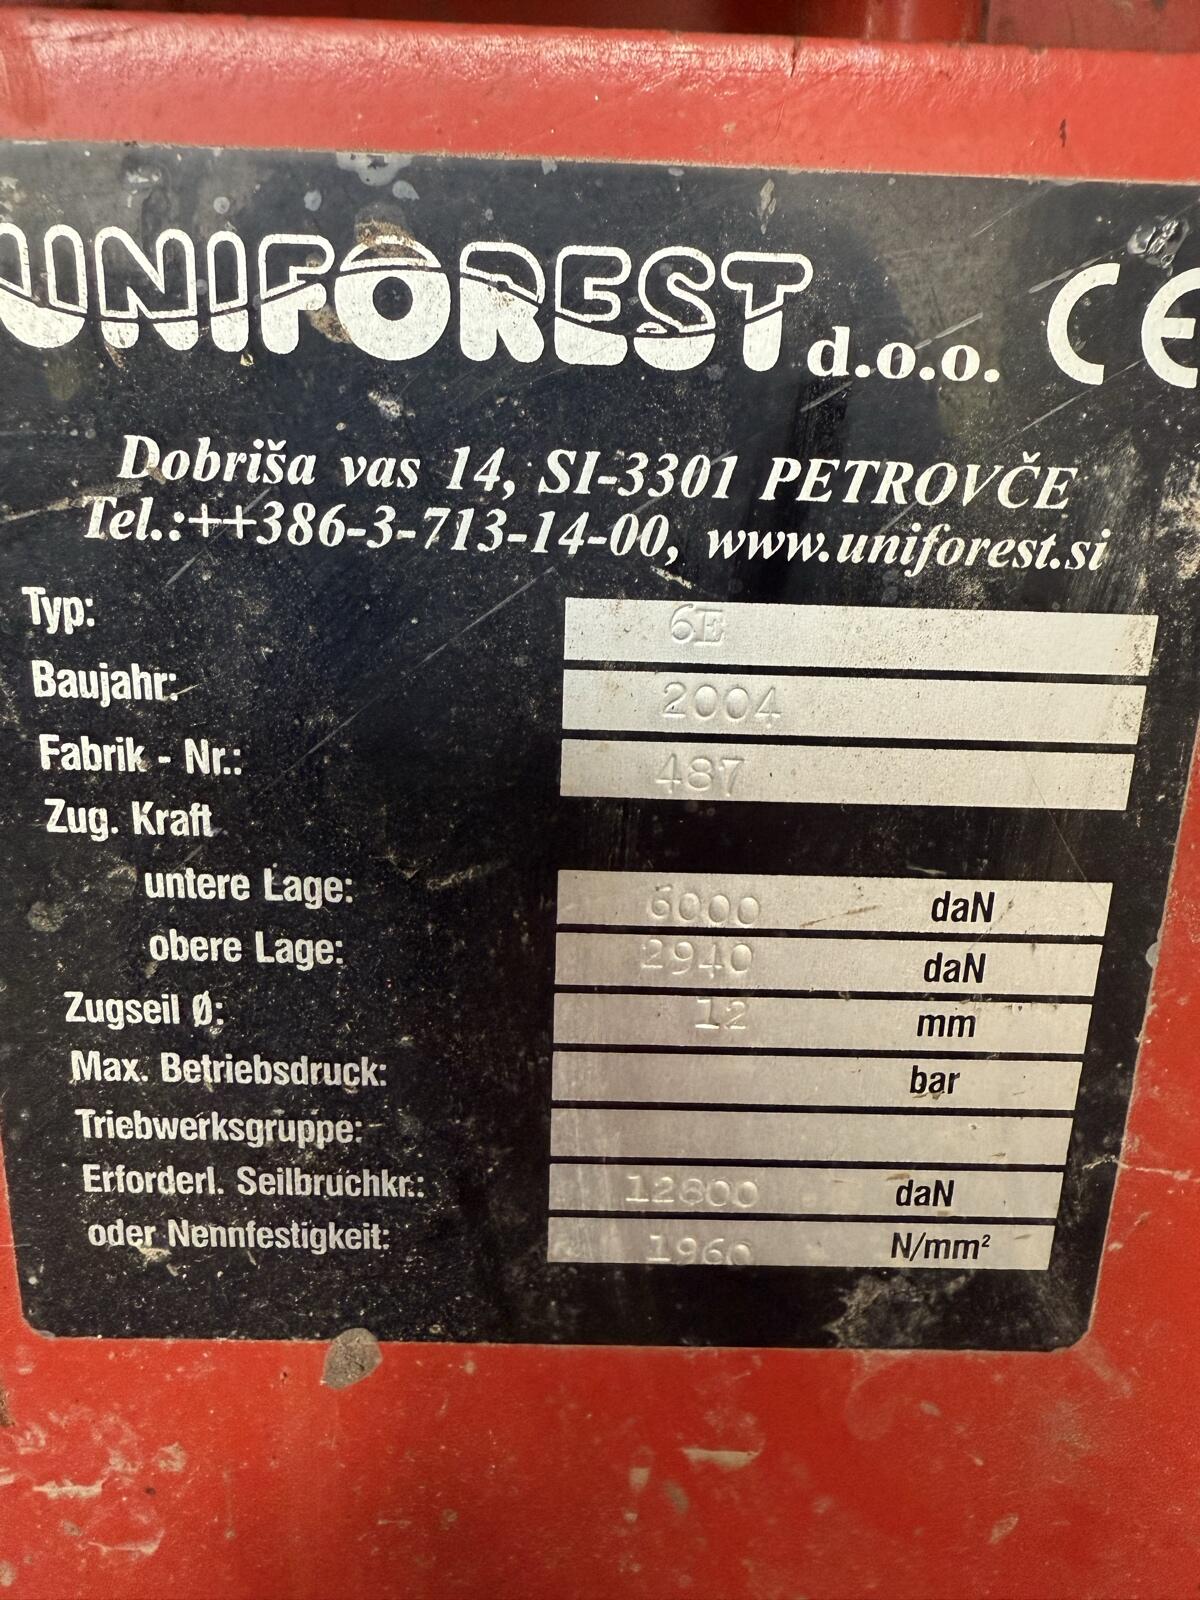 UNIFOREST d.o.o. CE
Dobriša vas 14, SI-3301 PETROVČE
Tel.:++386-3-713-14-00, www.uniforest.si
Typ: 6E
Baujahr: 2004
Fabrik - Nr.: 487
Zug. Kraft
untere Lage: 6000 daN
obere Lage: 2940 daN
Zugseil Ø: 12 mm
Max. Betriebsdruck: bar
Triebwerksgruppe:
Erforderl. Seilbruchkr.: 12800 daN
oder Nennfestigkeit: 1960 N/mm²